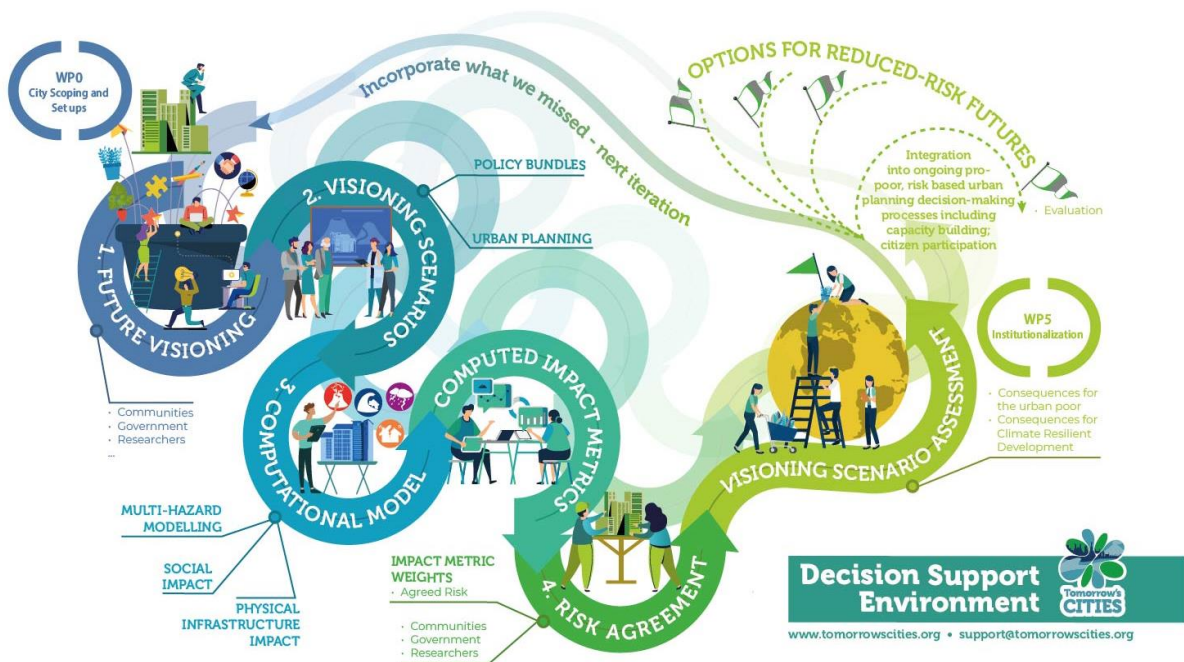 WP0
City Scoping and
Set ups
Incorporate what we missed - next iteration
OPTIONS FOR REDUCED-RISK FUTURES
Integration
into ongoing pro-
poor, risk based urban
planning decision-making
processes including
capacity building;
citizen participation
· Evaluation
1. FUTURE VISIONING
· Communities
· Government
· Researchers
...
2. VISIONING SCENARIOS
POLICY BUNDLES
URBAN PLANNING
3. COMPUTATIONAL MODEL
MULTI-HAZARD
MODELLING
SOCIAL
IMPACT
PHYSICAL
INFRASTRUCTURE
IMPACT
COMPUTED IMPACT METRICS
4. RISK AGREEMENT
IMPACT METRIC
WEIGHTS
· Agreed Risk
· Communities
· Government
· Researchers
VISIONING SCENARIO ASSESSMENT
WP5
Institutionalization
· Consequences for
the urban poor
· Consequences for
Climate Resilient
Development
Decision Support
Environment
Tomorrow's
CITIES
www.tomorrowscities.org • support@tomorrowscities.org